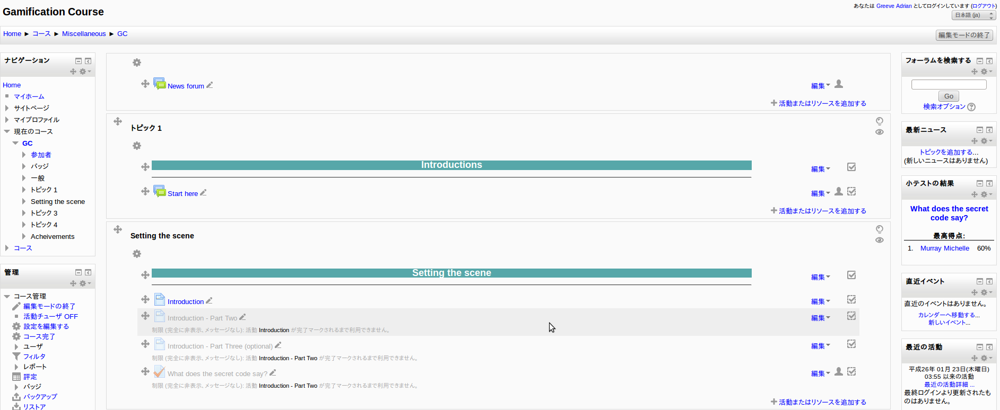 Gamification Course
あなたは Greeve Adrian としてログインしています (ログアウト)
日本語 (ja)
Home ► コース ► Miscellaneous ► GC
編集モードの終了
ナビゲーション
Home
マイホーム
サイトページ
マイプロファイル
現在のコース
GC
参加者
バッジ
一般
トピック 1
Setting the scene
トピック 3
トピック 4
Acheivements
コース
管理
コース管理
編集モードの終了
活動チューザ OFF
設定を編集する
コース完了
ユーザ
フィルタ
レポート
評定
バッジ
バックアップ
リストア
News forum
編集
活動またはリソースを追加する
トピック 1
Introductions
編集
Start here
編集
活動またはリソースを追加する
Setting the scene
Setting the scene
編集
Introduction
編集
Introduction - Part Two
編集
制限 (完全に非表示、メッセージなし): 活動 Introduction が完了マークされるまで利用できません。
Introduction - Part Three (optional)
編集
制限 (完全に非表示、メッセージなし): 活動 Introduction - Part Two が完了マークされるまで利用できません。
What does the secret code say?
編集
制限 (完全に非表示、メッセージなし): 活動 Introduction - Part Two が完了マークされるまで利用できません。
活動またはリソースを追加する
フォーラムを検索する
Go
検索オプション ?
最新ニュース
トピックを追加する...
(新しいニュースはありません)
小テストの結果
What does the secret
code say?
最高得点:
1. Murray Michelle 60%
直近イベント
直近のイベントはありません。
カレンダーへ移動する...
新しいイベント...
最近の活動
平成26年 01月 23日(木曜日)
03:55 以来の活動
最近の活動詳細 ...
最終ログインより更新されたも
のはありません。